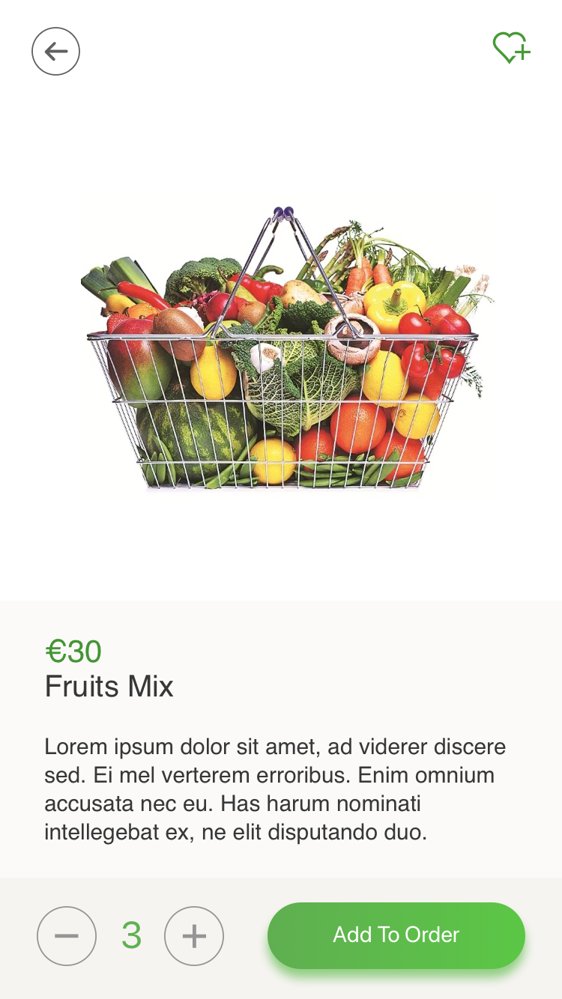 €30
Fruits Mix
Lorem ipsum dolor sit amet, ad viderer discere
sed. Ei mel verterem erroribus. Enim omnium
accusata nec eu. Has harum nominati
intellegebat ex, ne elit disputando duo.
3
Add To Order